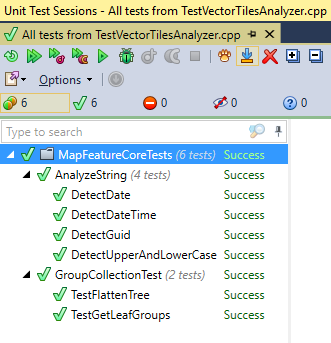 Unit Test Sessions - All tests from TestVectorTilesAnalyzer.cpp
All tests from TestVectorTilesAnalyzer.cpp
Options
6 6 0 0 0
Type to search
MapFeatureCoreTests (6 tests) Success
AnalyzeString (4 tests) Success
DetectDate Success
DetectDateTime Success
DetectGuid Success
DetectUpperAndLowerCase Success
GroupCollectionTest (2 tests) Success
TestFlattenTree Success
TestGetLeafGroups Success